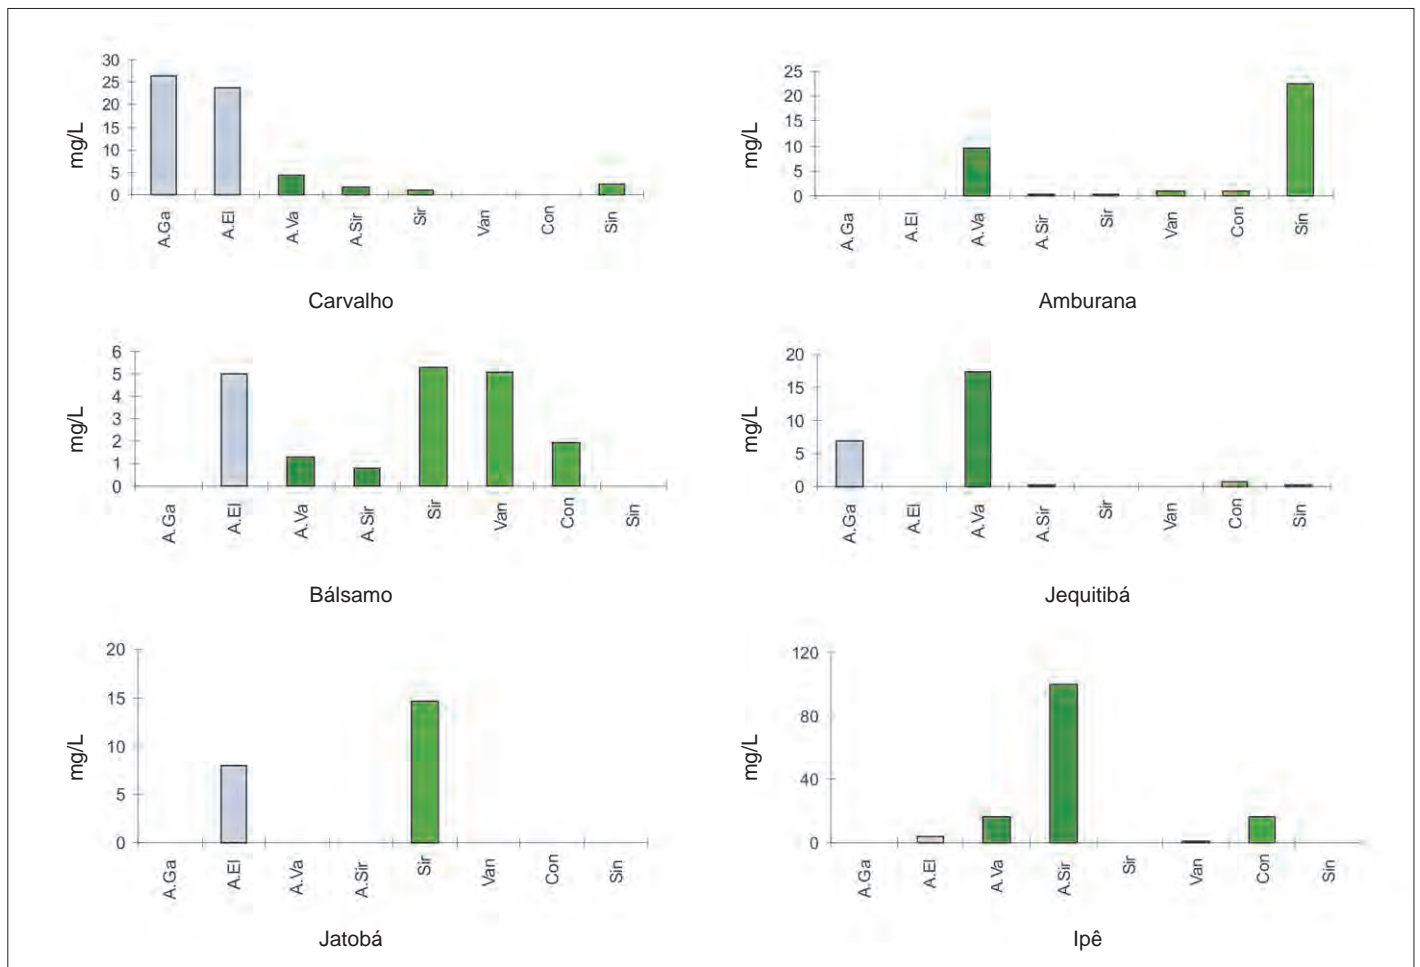 30
25
20
15
10
5
0
mg/L
A.Ga
A.El
A.Va
A.Sir
Sir
Van
Con
Sin
Carvalho
25
20
15
10
5
0
mg/L
A.Ga
A.El
A.Va
A.Sir
Sir
Van
Con
Sin
Amburana
6
5
4
3
2
1
0
mg/L
A.Ga
A.El
A.Va
A.Sir
Sir
Van
Con
Sin
Bálsamo
20
15
10
5
0
mg/L
A.Ga
A.El
A.Va
A.Sir
Sir
Van
Con
Sin
Jequitibá
20
15
10
5
0
mg/L
A.Ga
A.El
A.Va
A.Sir
Sir
Van
Con
Sin
Jatobá
120
80
40
0
mg/L
A.Ga
A.El
A.Va
A.Sir
Sir
Van
Con
Sin
Ipê